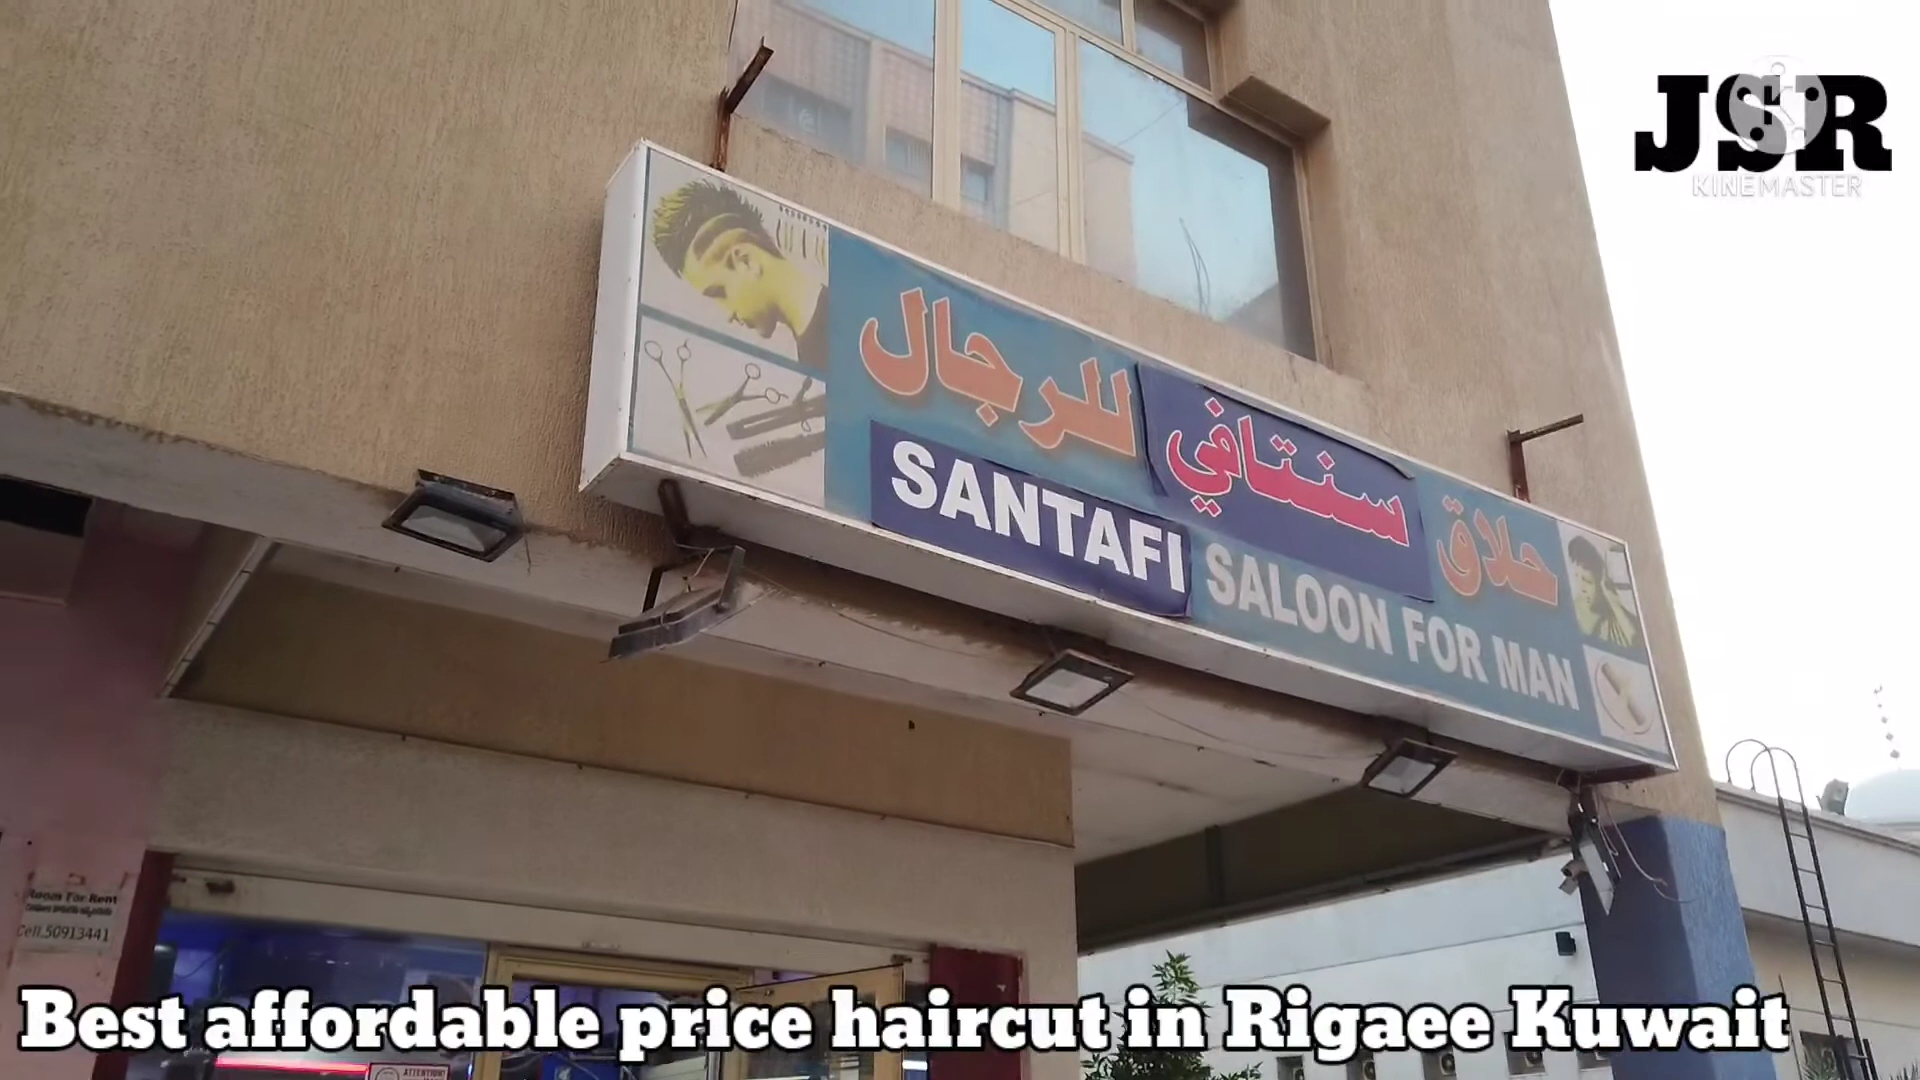 JSR
KINEMASTER
حلاق سنتافي للرجال
SANTAFI SALOON FOR MAN
Room For Rent
Cell.50913441
ATTENTION!
Best affordable price haircut in Rigaee Kuwait